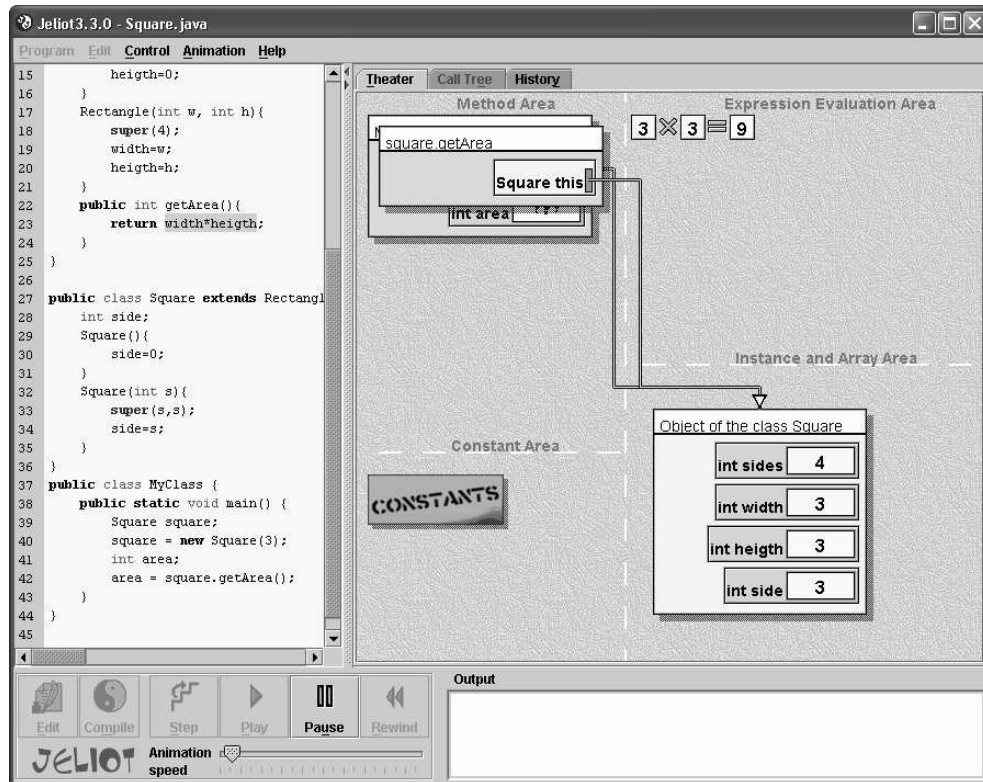 Jeliot3.3.0 - Square.java
Program Edit Control Animation Help
15 heigth=0;
16 }
17 Rectangle(int w, int h){
18 super(4);
19 width=w;
20 heigth=h;
21 }
22 public int getArea(){
23 return width*heigth;
24 }
25 }
26
27 public class Square extends Rectangl
28 int side;
29 Square(){
30 side=0;
31 }
32 Square(int s){
33 super(s,s);
34 side=s;
35 }
36 }
37 public class MyClass {
38 public static void main() {
39 Square square;
40 square = new Square(3);
41 int area;
42 area = square.getArea();
43 }
44 }
45
Theater Call Tree History
Method Area
square.getArea
Square this
int area
Expression Evaluation Area
3 × 3 = 9
Instance and Array Area
Object of the class Square
int sides 4
int width 3
int heigth 3
int side 3
Constant Area
CONSTANTS
Edit Compile Step Play Pause Rewind
JELIOT
Animation speed
Output